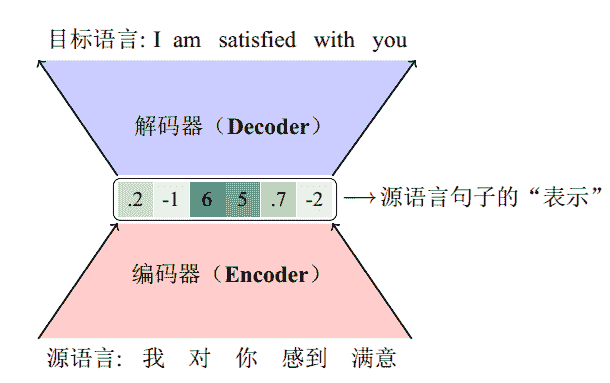 目标语言: I am satisfied with you
解码器（Decoder）
.2 -1 6 5 .7 -2 源语言句子的“表示”
编码器（Encoder）
源语言: 我 对 你 感到 满意